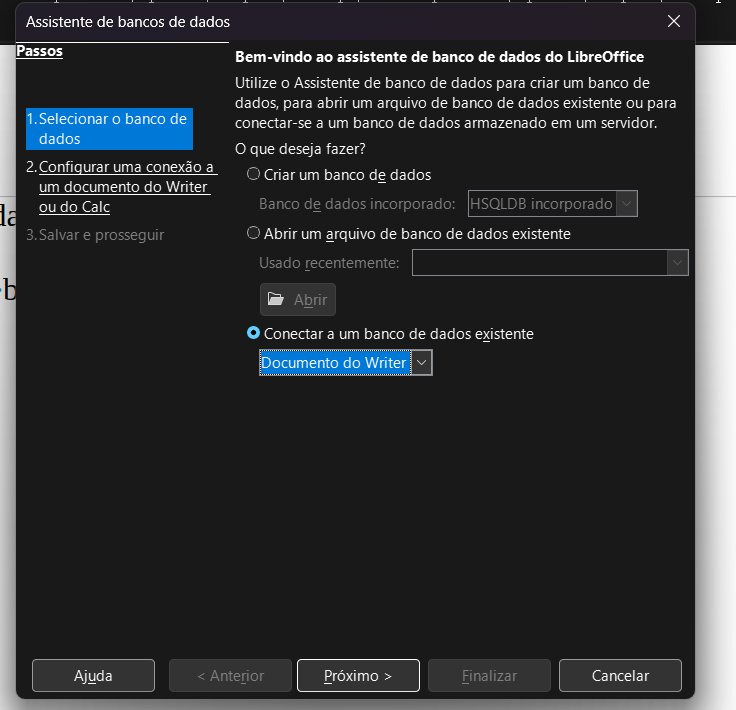 Assistente de bancos de dados
Passos
1. Selecionar o banco de
dados
2. Configurar uma conexão a
um documento do Writer
ou do Calc
3. Salvar e prosseguir
Bem-vindo ao assistente de banco de dados do LibreOffice
Utilize o Assistente de banco de dados para criar um banco de
dados, para abrir um arquivo de banco de dados existente ou para
conectar-se a um banco de dados armazenado em um servidor.
O que deseja fazer?
Criar um banco de dados
Banco de dados incorporado: HSQLDB incorporado
Abrir um arquivo de banco de dados existente
Usado recentemente:
Abrir
Conectar a um banco de dados existente
Documento do Writer
Ajuda < Anterior Próximo > Finalizar Cancelar